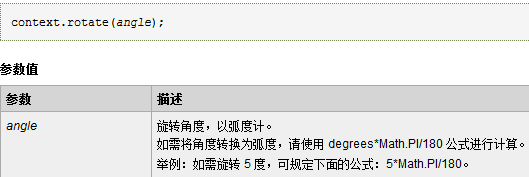 context.rotate(angle);
参数值
参数 描述
angle 旋转角度，以弧度计。
如需将角度转换为弧度，请使用 degrees*Math.PI/180 公式进行计算。
举例：如需旋转 5 度，可规定下面的公式：5*Math.PI/180。